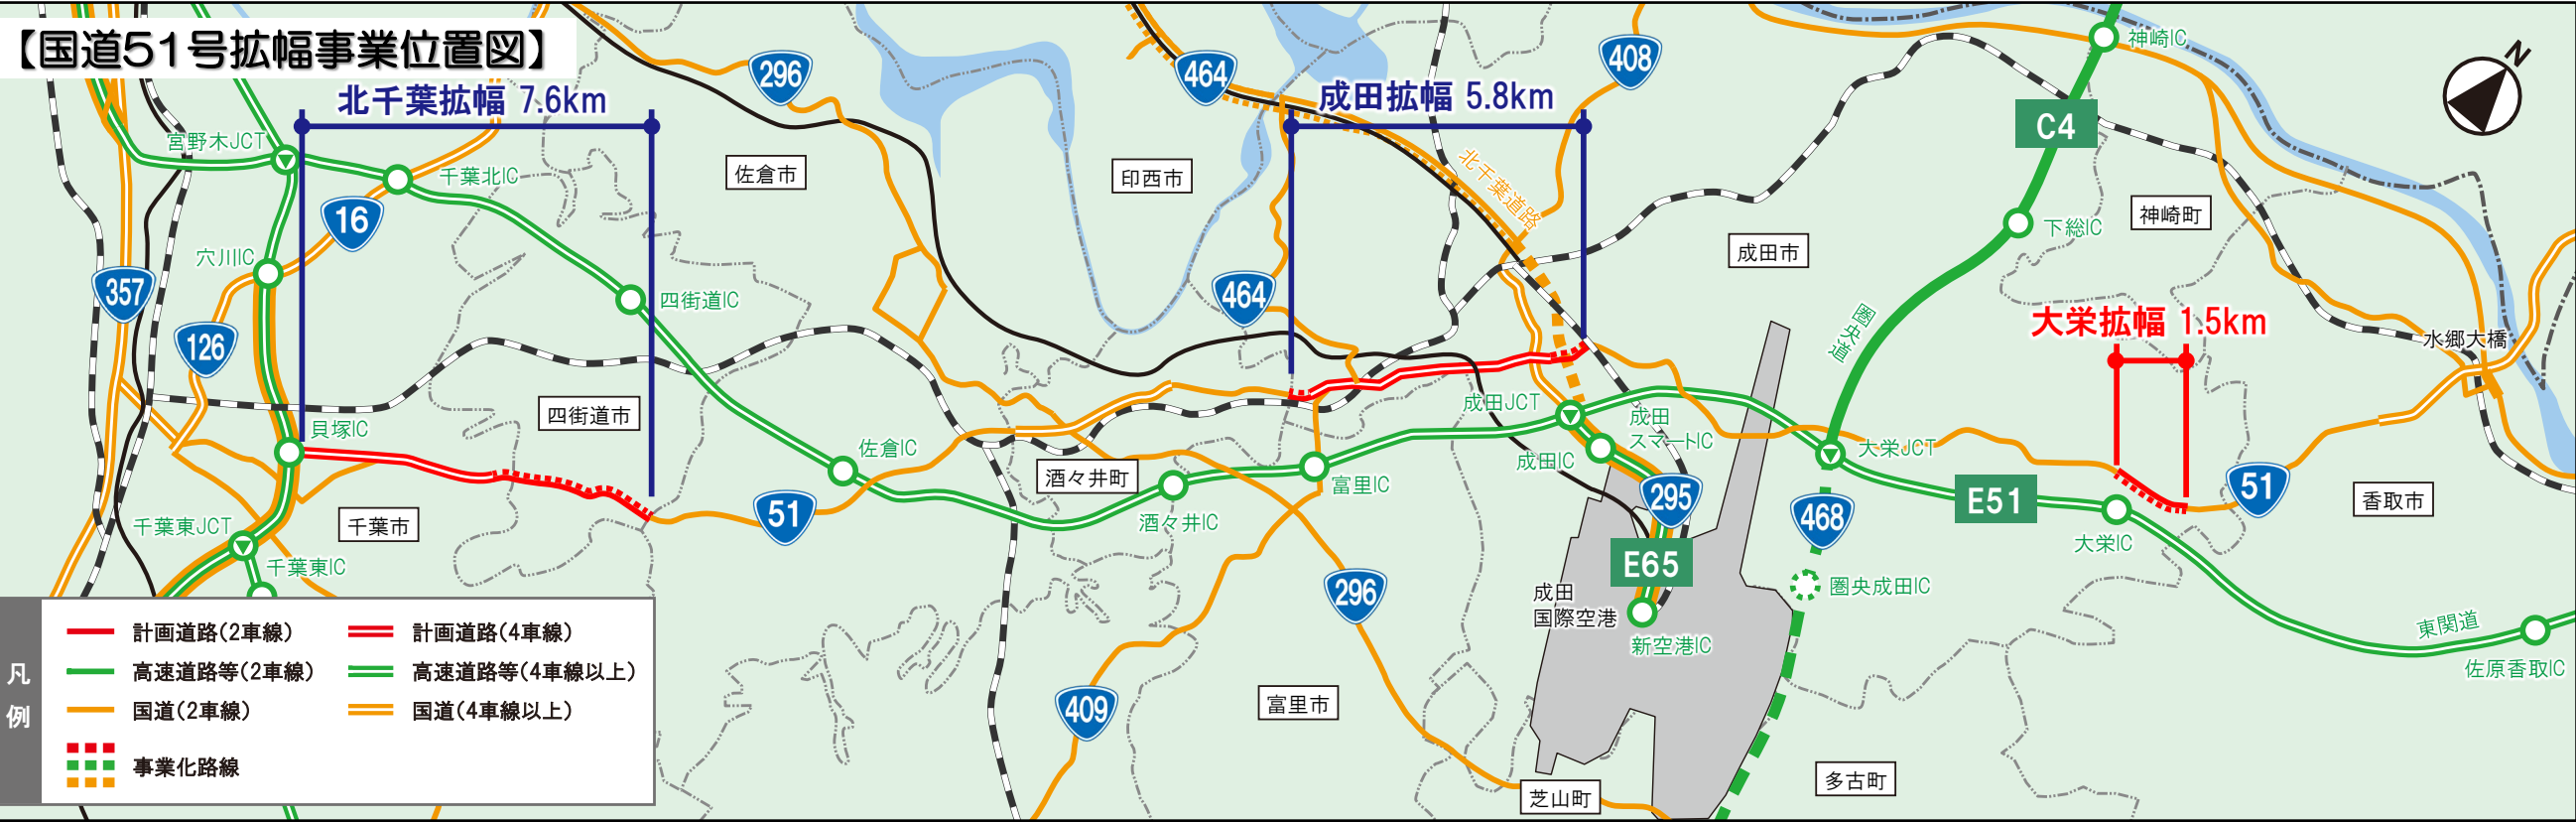 【国道51号拡幅事業位置図】
北千葉拡幅 7.6km
成田拡幅 5.8km
大栄拡幅 1.5km
N
296
464
408
神崎IC
C4
宮野木JCT
千葉北IC
佐倉市
印西市
北千葉道路
成田市
下総IC
神崎町
16
穴川IC
357
四街道IC
464
圏央道
126
水郷大橋
四街道市
貝塚IC
佐倉IC
成田JCT
成田
スマートIC
成田IC
大栄JCT
酒々井町
富里IC
295
E51
51
香取市
千葉東JCT
千葉市
51
酒々井IC
468
大栄IC
千葉東IC
E65
296
成田
国際空港
圏央成田IC
新空港IC
東関道
佐原香取IC
409
富里市
芝山町
多古町
凡例
計画道路(2車線)
計画道路(4車線)
高速道路等(2車線)
高速道路等(4車線以上)
国道(2車線)
国道(4車線以上)
事業化路線